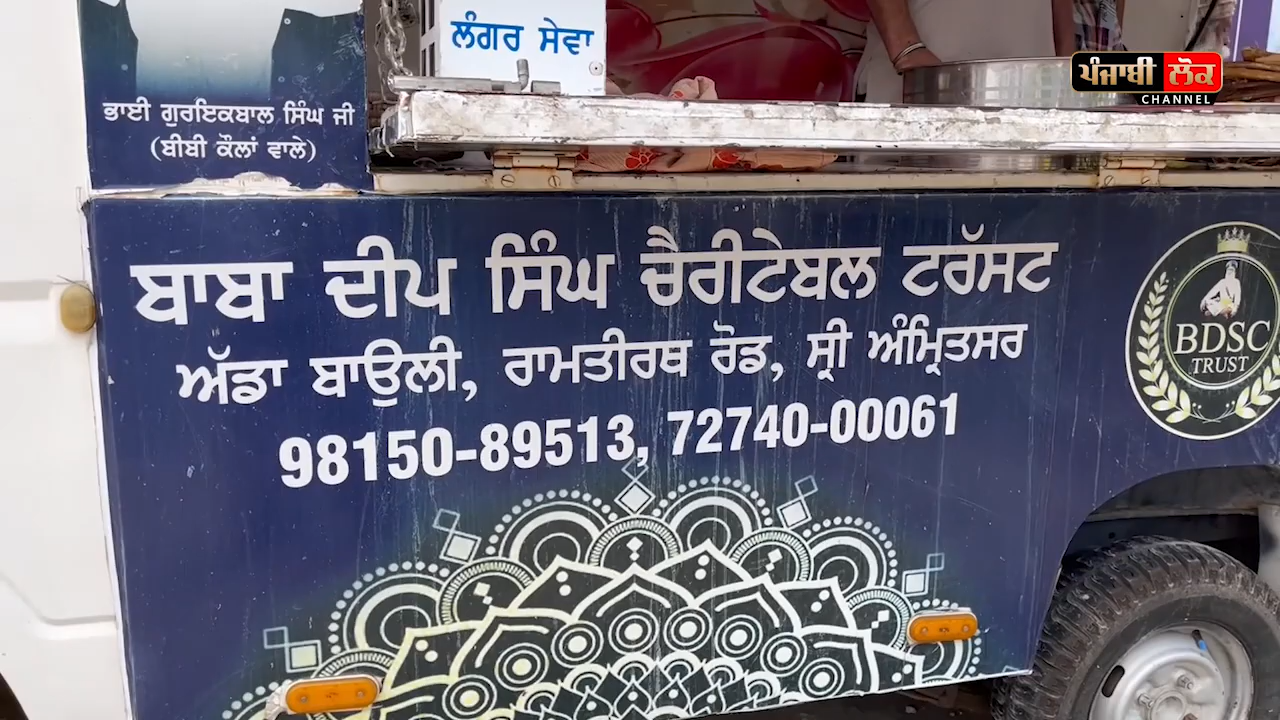 ਲੰਗਰ ਸੇਵਾ
ਪੰਜਾਬੀ ਲੋਕ
CHANNEL
ਭਾਈ ਗੁਰਇਕਬਾਲ ਸਿੰਘ ਜੀ
(ਬੀਬੀ ਕੌਲਾਂ ਵਾਲੇ)
ਬਾਬਾ ਦੀਪ ਸਿੰਘ ਚੈਰੀਟੇਬਲ ਟਰੱਸਟ
ਅੱਡਾ ਬਾਉਲੀ, ਰਾਮਤੀਰਥ ਰੋਡ, ਸ੍ਰੀ ਅੰਮ੍ਰਿਤਸਰ
98150-89513, 72740-00061
BDSC
TRUST